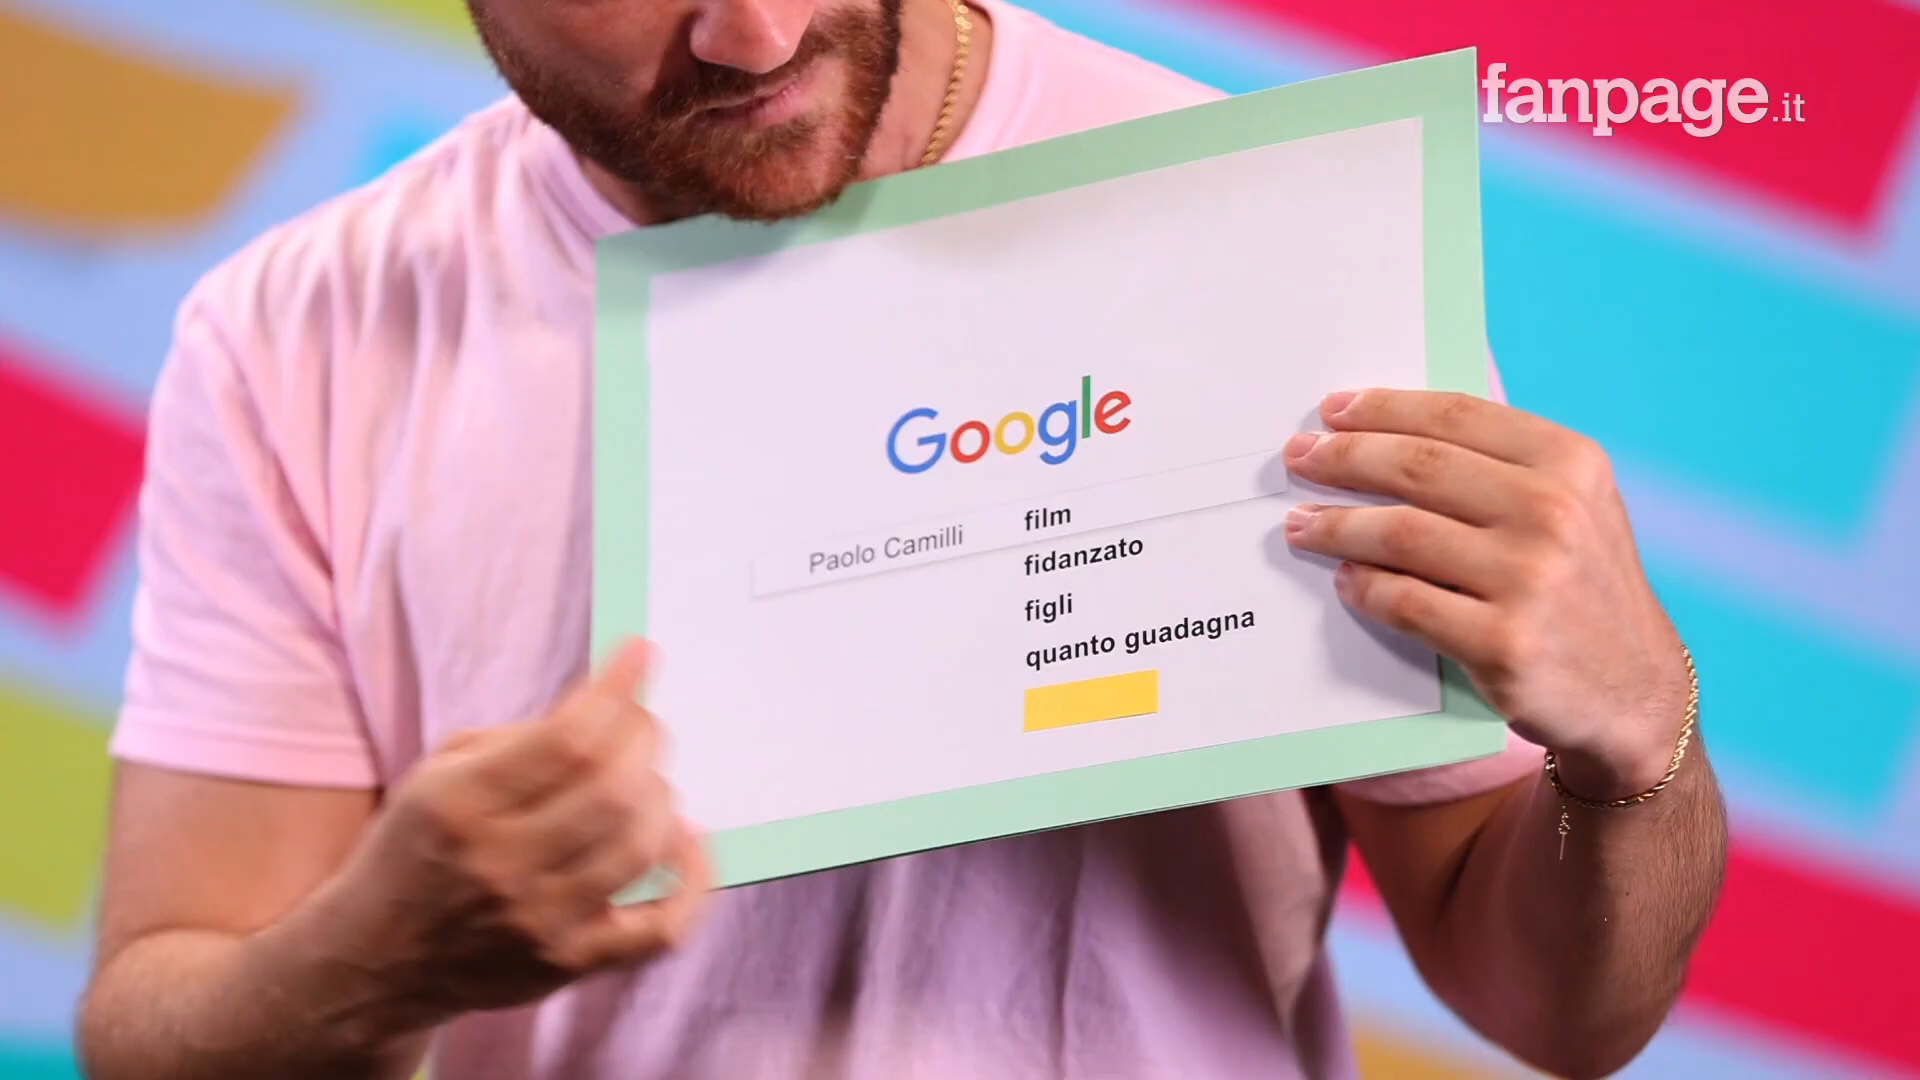 fanpage.it
Google
Paolo Camilli film
fidanzato
figli
quanto guadagna